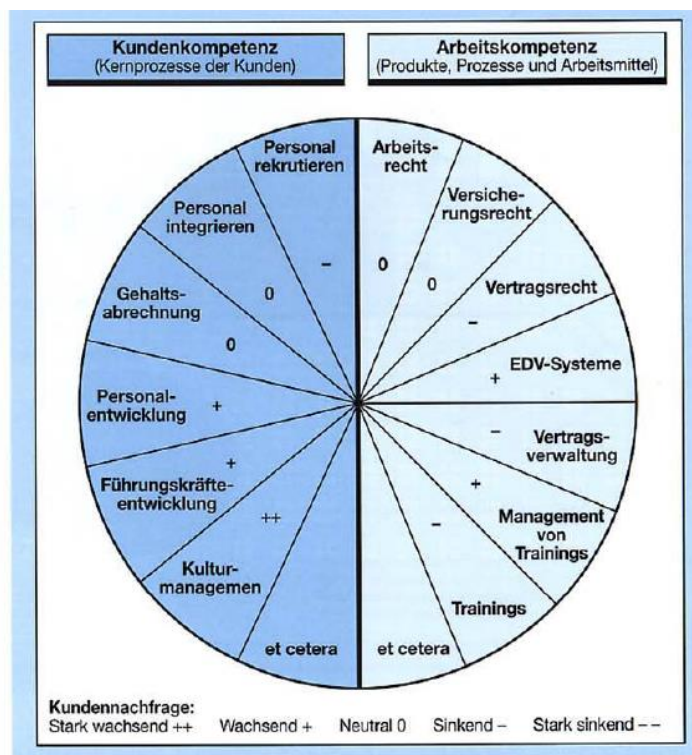 Kundenkompetenz
(Kernprozesse der Kunden)
Arbeitskompetenz
(Produkte, Prozesse und Arbeitsmittel)
Personal
rekrutieren
–
Personal
integrieren
0
Gehalts-
abrechnung
0
Personal-
entwicklung
+
Führungskräfte-
entwicklung
+
Kultur-
managemen
++
et cetera
Arbeits-
recht
0
Versiche-
rungsrecht
0
Vertragsrecht
–
EDV-Systeme
+
Vertrags-
verwaltung
–
Management
von
Trainings
+
Trainings
–
et cetera
Kundennachfrage:
Stark wachsend ++ Wachsend + Neutral 0 Sinkend – Stark sinkend – –